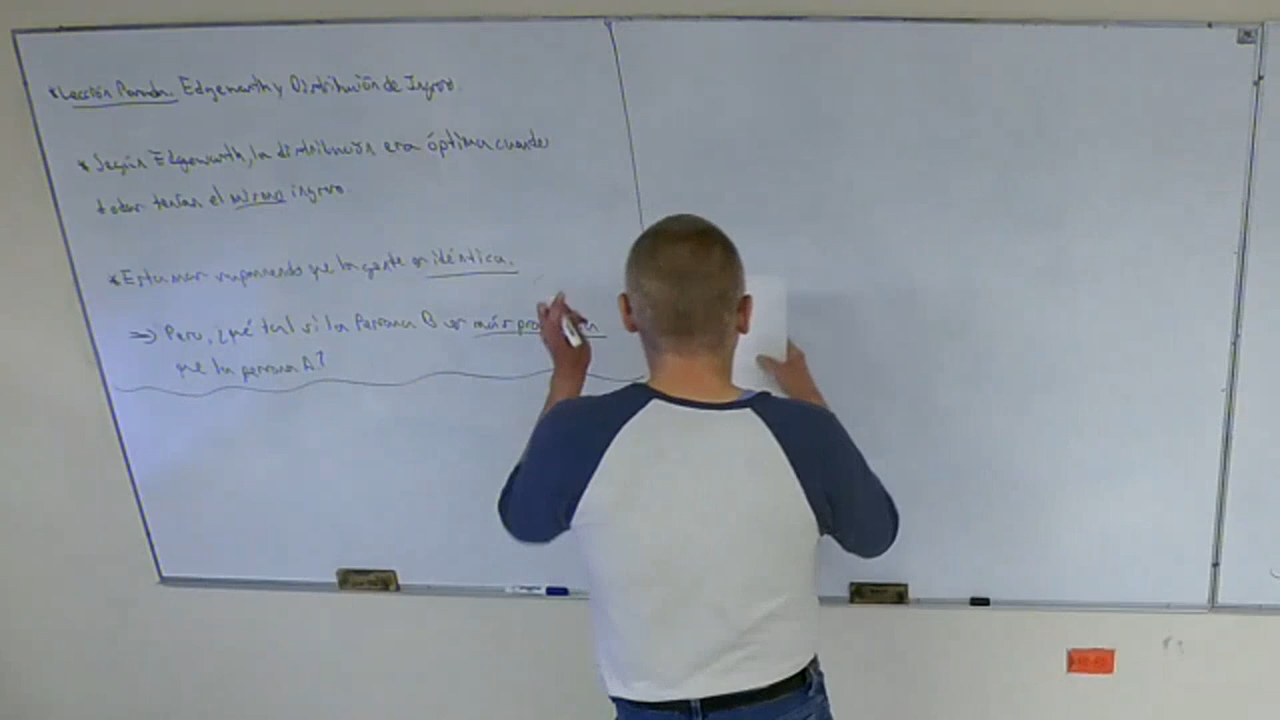 * Lección Pasada. Edgeworth y Distribución de Ingreso.
* Según Edgeworth, la distribución era óptima cuando
todos tenían el mismo ingreso.
* Estamos suponiendo que la gente es idéntica.
=> Pero, ¿qué tal si la Persona B es más
que la persona A?